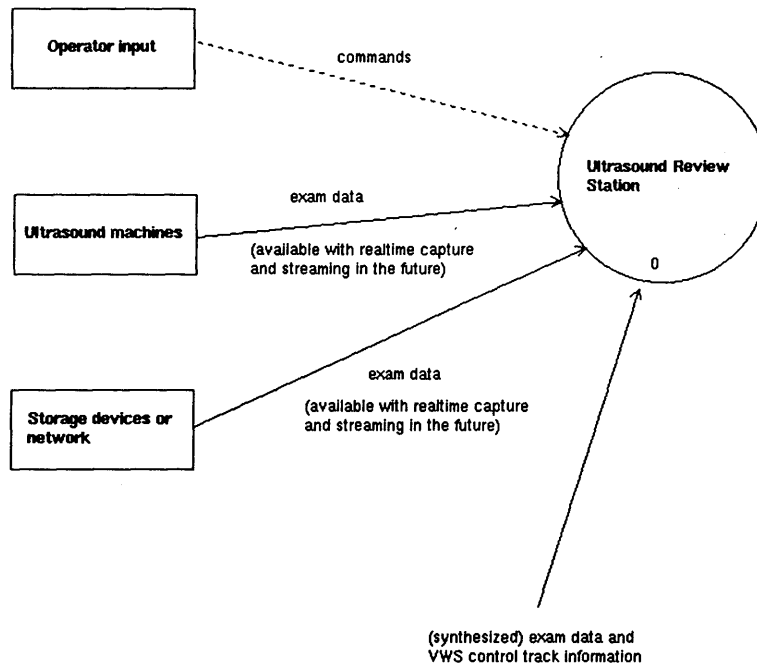 Operator input
commands
Ultrasound Review
Station
0
exam data
Ultrasound machines
(available with realtime capture
and streaming in the future)
exam data
Storage devices or
network
(available with realtime capture
and streaming in the future)
(synthesized) exam data and
VWS control track information